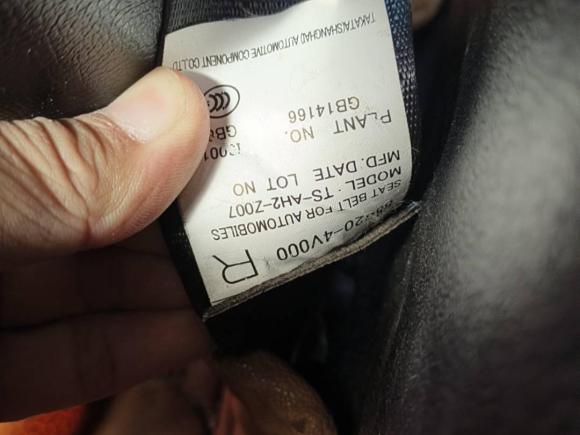 20-4V000 R
SEAT BELT FOR AUTOMOBILES
MODEL : TS-AH2-Z007
MFD. DATE LOT NO
PLANT NO.
GB14166
TAKATA(SHANGHAI) AUTOMOTIVE COMPONENT CO.,LTD